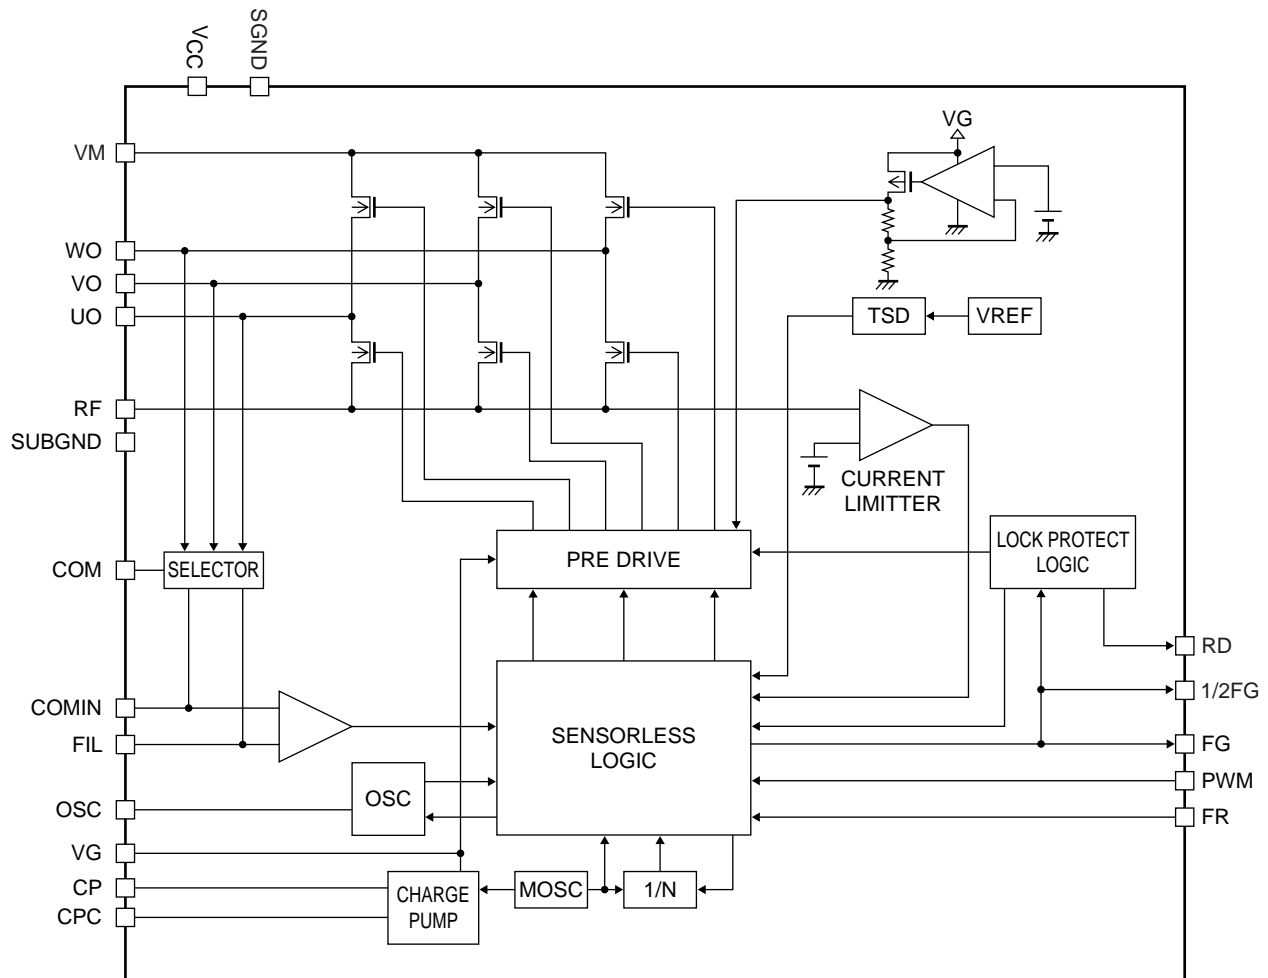 VCC
SGND
VG
VM
WO
VO
UO
TSD
VREF
RF
SUBGND
CURRENT
LIMITTER
PRE DRIVE
LOCK PROTECT
LOGIC
COM
SELECTOR
RD
1/2FG
COMIN
FIL
SENSORLESS
LOGIC
FG
PWM
OSC
OSC
FR
VG
CP
CPC
CHARGE
PUMP
MOSC
1/N